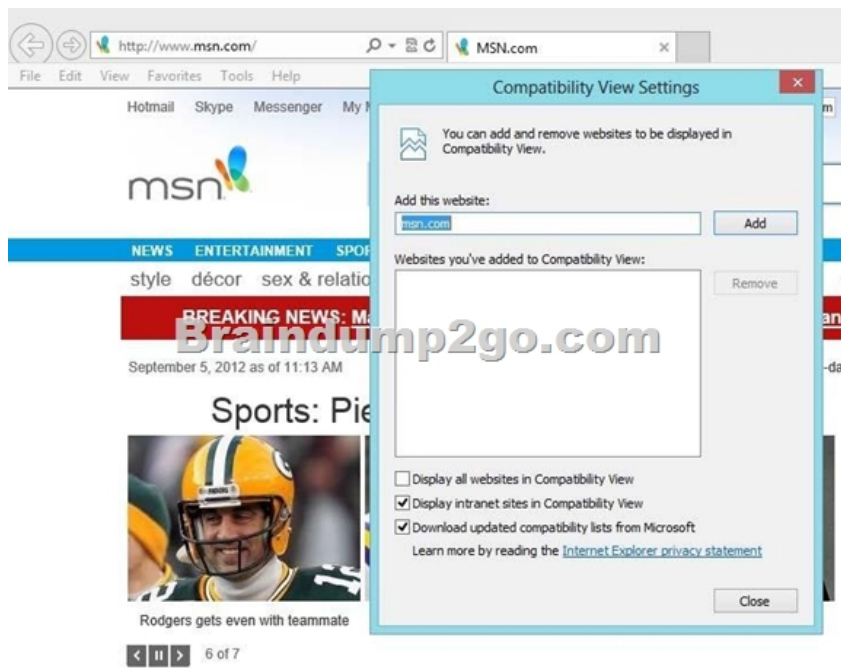 http://www.msn.com/
MSN.com
File Edit View Favorites Tools Help
Hotmail Skype Messenger My
msn
NEWS ENTERTAINMENT
style décor sex &
BREAKING NEWS:
Braindump2go.com
September 5, 2012 as of 11:13 AM
Sports:
Rodgers gets even with teammate
6 of 7
Compatibility View Settings
You can add and remove websites to be displayed in
Compatibility View.
Add this website:
msn.com
Add
Websites you've added to Compatibility View:
Remove
Display all websites in Compatibility View
Display intranet sites in Compatibility View
Download updated compatibility lists from Microsoft
Learn more by reading the Internet Explorer privacy statement
Close